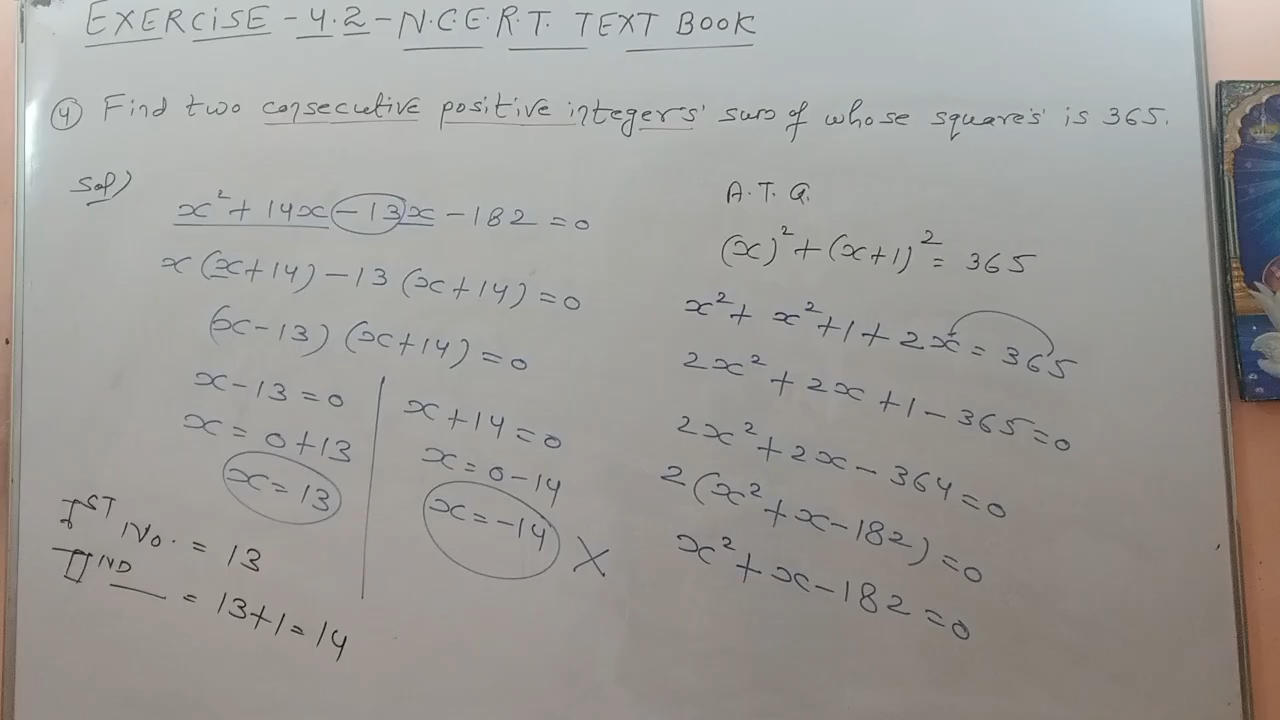 EXERCISE - 4.2 - N.C.E.R.T. TEXT BOOK
④ Find two consecutive positive integers' sum of whose squares' is 365.
Sol)
x² + 14x - 13x - 182 = 0
x(x+14) - 13(x+14) = 0
(x-13)(x+14) = 0
x-13=0
x = 0+13
x = 13
x+14=0
x = 0-14
x = -14 ×
IST No. = 13
IIND ___ = 13+1 = 14
A.T.Q.
(x)² + (x+1)² = 365
x² + x² + 1 + 2x = 365
2x² + 2x + 1 - 365 = 0
2x² + 2x - 364 = 0
2(x² + x - 182) = 0
x² + x - 182 = 0